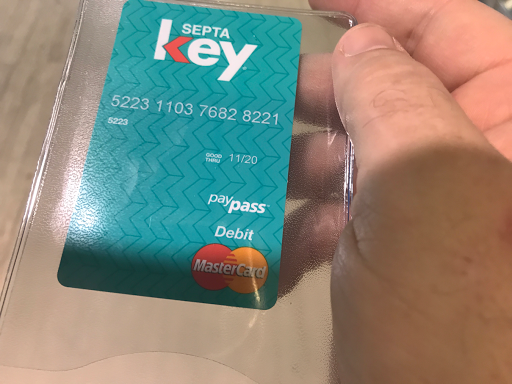 SEPTA
key
5223 1103 7682 8221
5223
GOOD
THRU 11/20
paypass
Debit
MasterCard